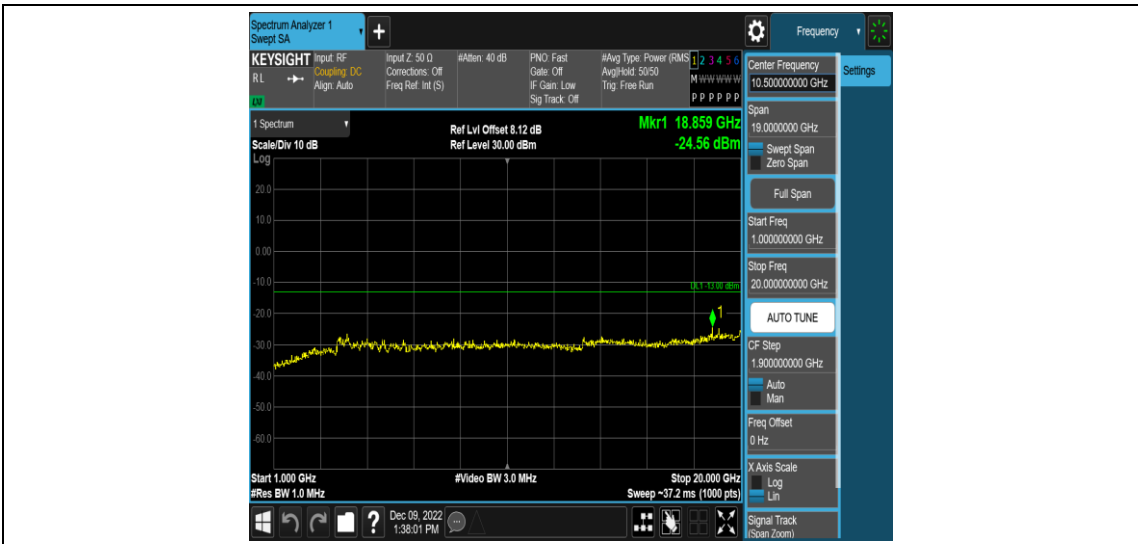 Spectrum Analyzer 1
Swept SA
+
Frequency
KEYSIGHT
RL
LNI
Input: RF
Coupling: DC
Align: Auto
Input Z: 50 Ω
Corrections: Off
Freq Ref: Int (S)
#Atten: 40 dB
PNO: Fast
Gate: Off
IF Gain: Low
Sig Track: Off
#Avg Type: Power (RMS
Avg|Hold: 50/50
Trig: Free Run
1 2 3 4 5 6
M W W W W W
P P P P P P
1 Spectrum
Scale/Div 10 dB
Log
Ref Lvl Offset 8.12 dB
Ref Level 30.00 dBm
Mkr1 18.859 GHz
-24.56 dBm
20.0
10.0
0.00
-10.0
DL1 -13.00 dBm
-20.0
1
-30.0
-40.0
-50.0
-60.0
Start 1.000 GHz
#Res BW 1.0 MHz
#Video BW 3.0 MHz
Stop 20.000 GHz
Sweep ~37.2 ms (1000 pts)
?
Dec 09, 2022
1:38:01 PM
Center Frequency
10.500000000 GHz
Settings
Span
19.0000000 GHz
Swept Span
Zero Span
Full Span
Start Freq
1.000000000 GHz
Stop Freq
20.000000000 GHz
AUTO TUNE
CF Step
1.900000000 GHz
Auto
Man
Freq Offset
0 Hz
X Axis Scale
Log
Lin
Signal Track
(Span Zoom)